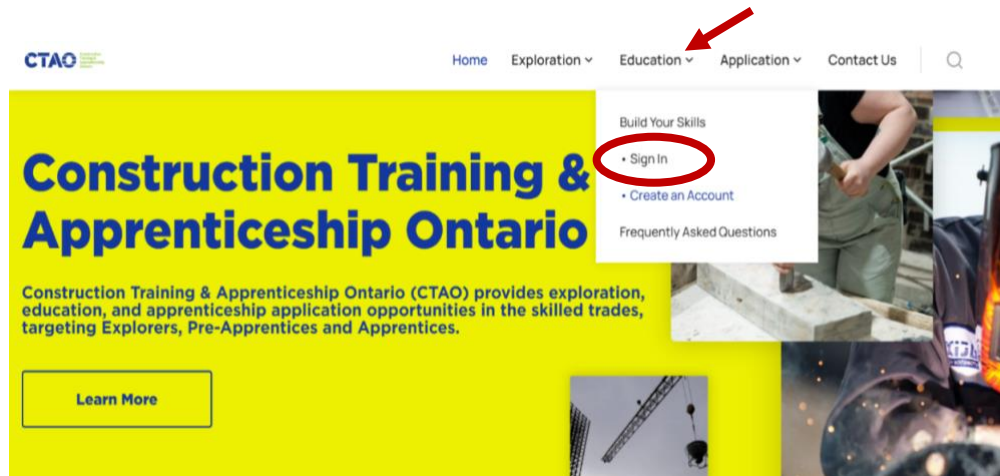 CTAO
Home Exploration Education Application Contact Us
Build Your Skills
• Sign In
• Create an Account
Frequently Asked Questions
Construction Training &
Apprenticeship Ontario
Construction Training & Apprenticeship Ontario (CTAO) provides exploration,
education, and apprenticeship application opportunities in the skilled trades,
targeting Explorers, Pre-Apprentices and Apprentices.
Learn More